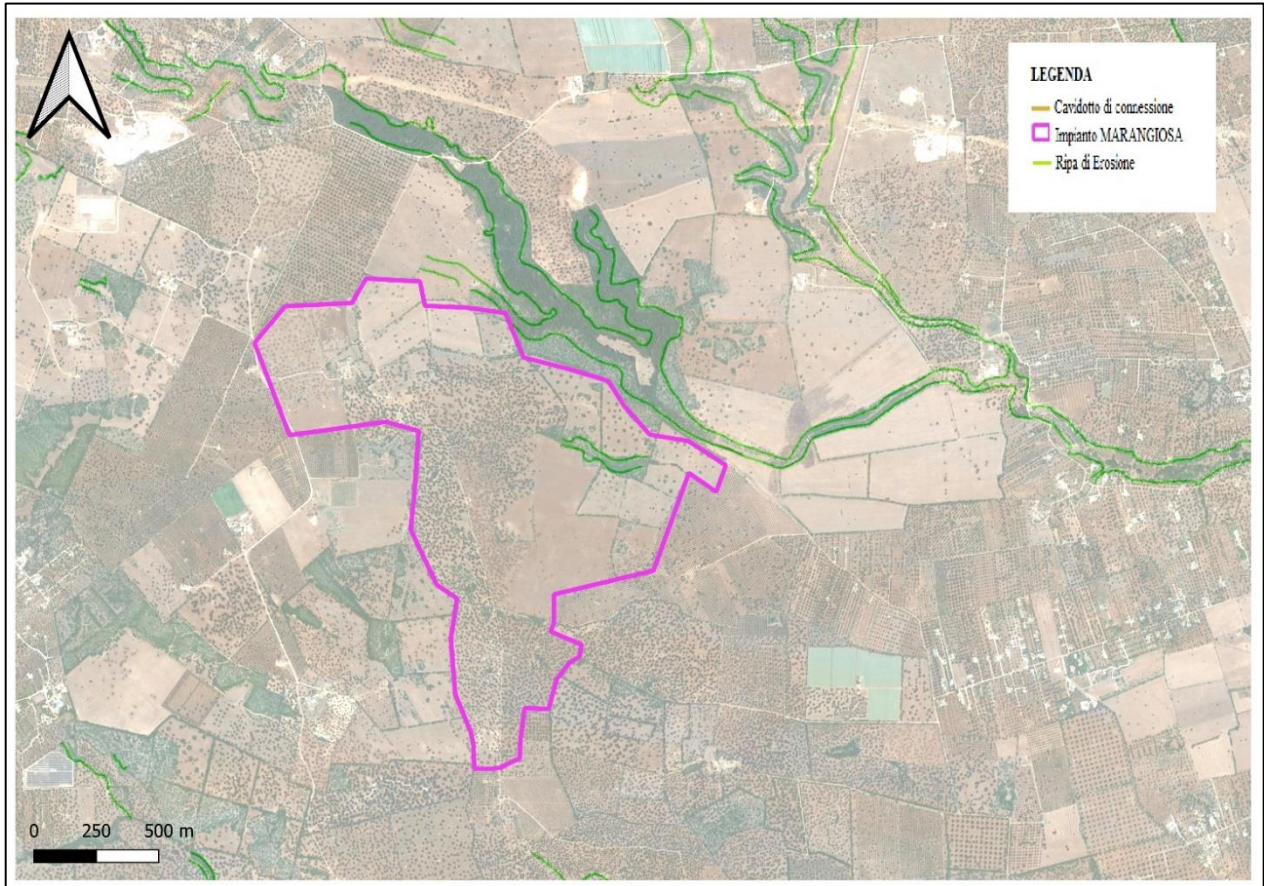 LEGENDA
Cavidotto di connessione
Impianto MARANGIOSA
Ripa di Erosione
0 250 500 m